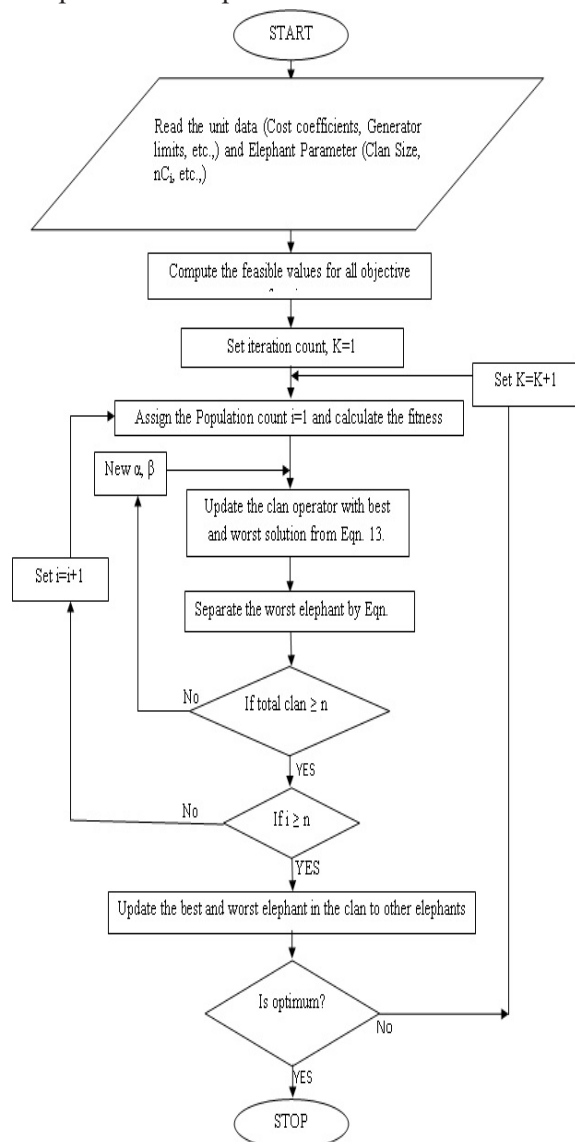 START
Read the unit data (Cost coefficients, Generator
limits, etc.,) and Elephant Parameter (Clan Size,
nCi, etc.,)
Compute the feasible values for all objective
Set iteration count, K=1
Set K=K+1
Assign the Population count i=1 and calculate the fitness
New α, β
Update the clan operator with best
and worst solution from Eqn. 13.
Set i=i+1
Separate the worst elephant by Eqn.
No
If total clan ≥ n
YES
No
If i ≥ n
YES
Update the best and worst elephant in the clan to other elephants
Is optimum?
No
YES
STOP